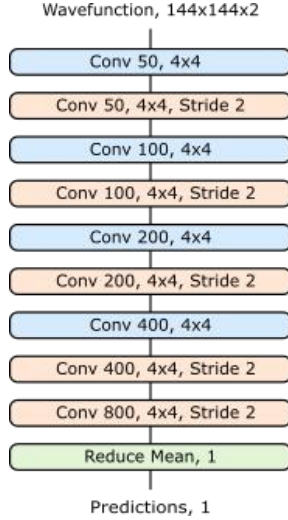 Wavefunction, 144x144x2
Conv 50, 4x4
Conv 50, 4x4, Stride 2
Conv 100, 4x4
Conv 100, 4x4, Stride 2
Conv 200, 4x4
Conv 200, 4x4, Stride 2
Conv 400, 4x4
Conv 400, 4x4, Stride 2
Conv 800, 4x4, Stride 2
Reduce Mean, 1
Predictions, 1